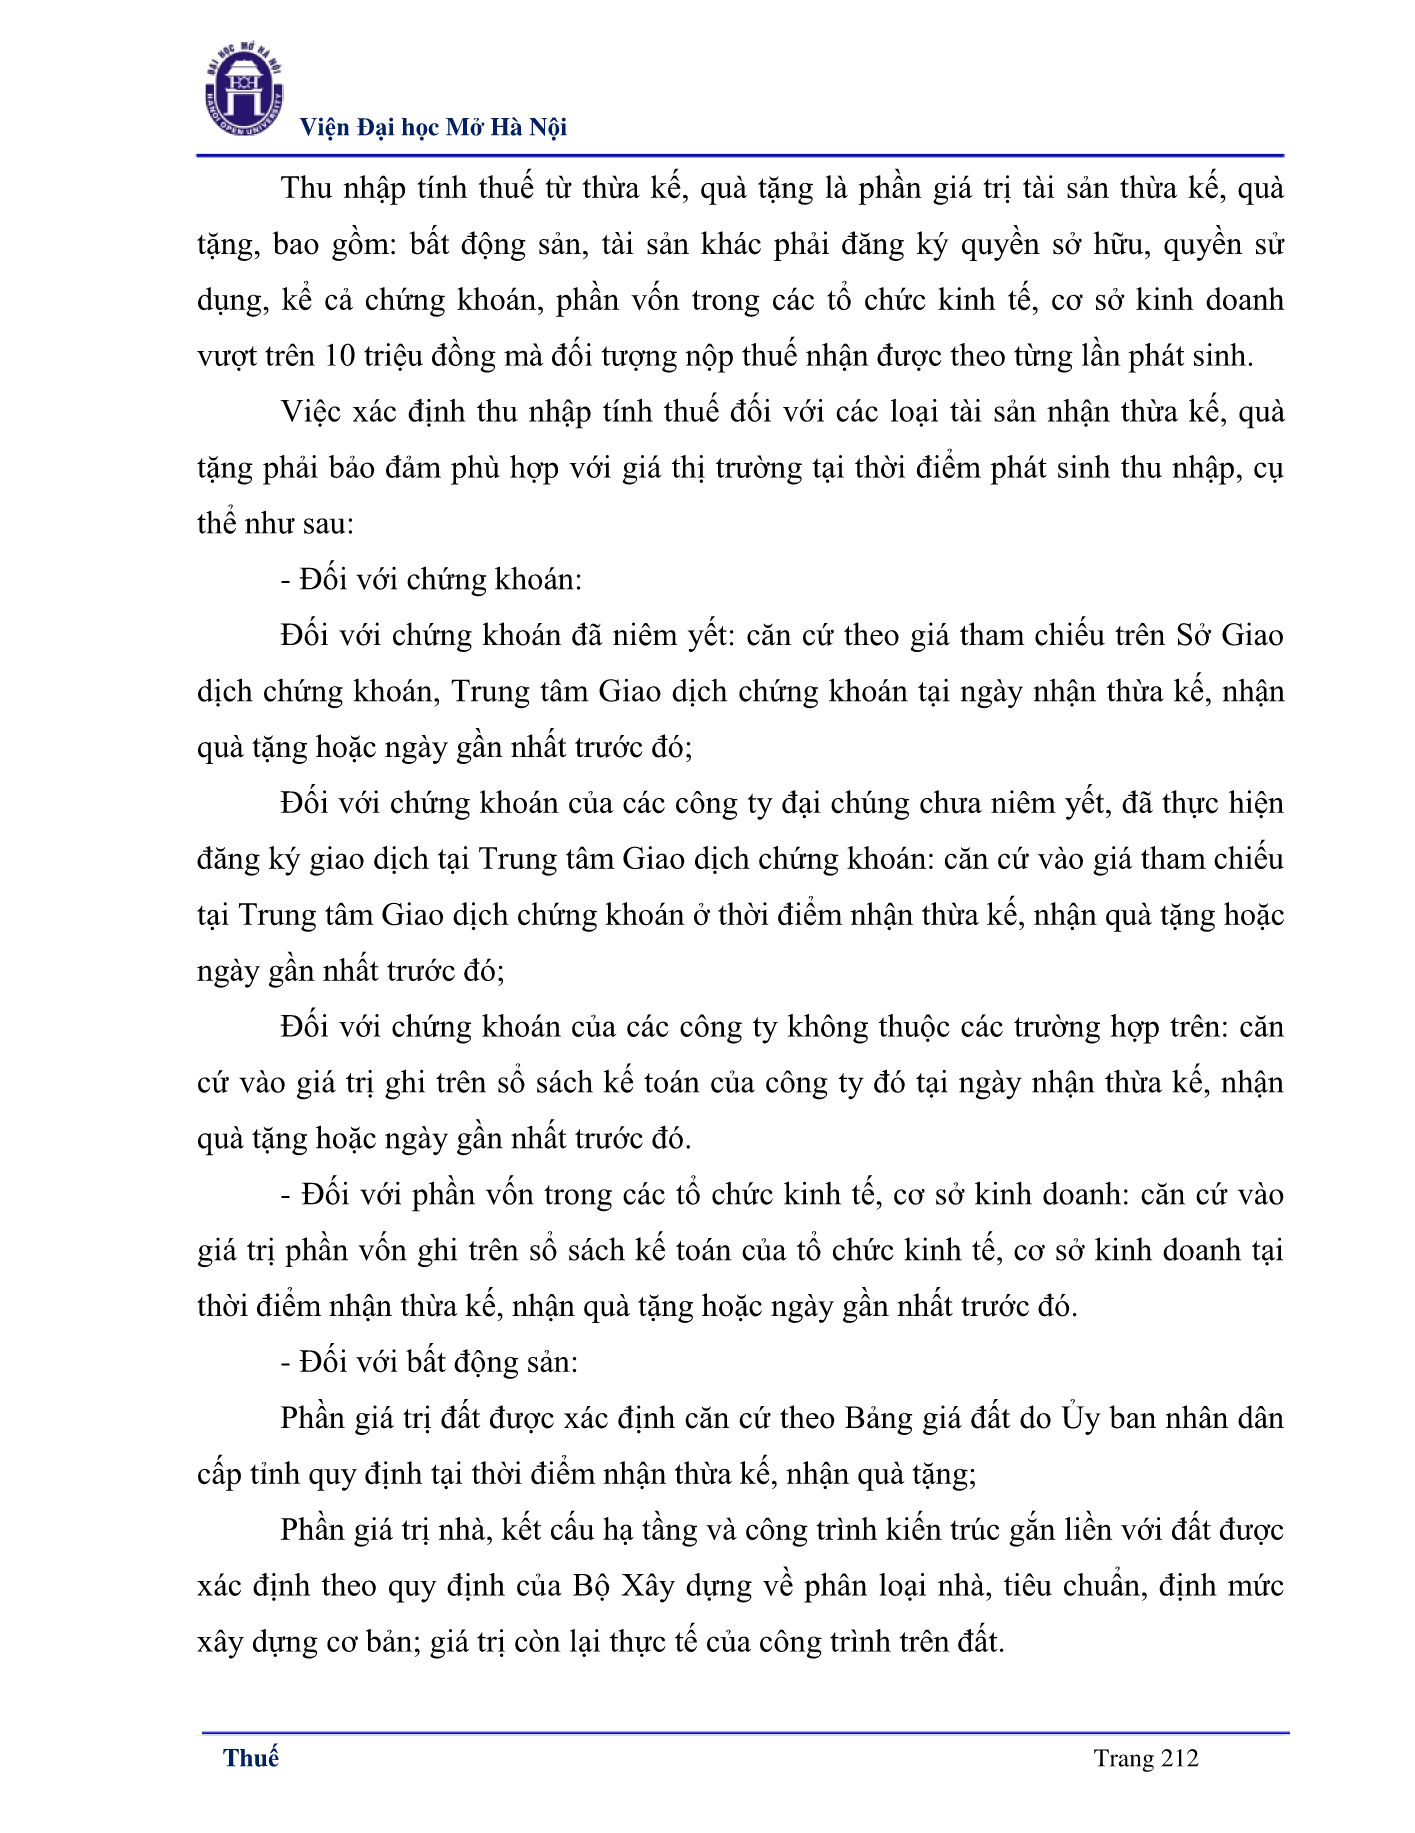 ĐẠI HỌC MỞ HÀ NỘI
HANOI OPEN UNIVERSITY
Viện Đại học Mở Hà Nội
Thu nhập tính thuế từ thừa kế, quà tặng là phần giá trị tài sản thừa kế, quà
tặng, bao gồm: bất động sản, tài sản khác phải đăng ký quyền sở hữu, quyền sử
dụng, kể cả chứng khoán, phần vốn trong các tổ chức kinh tế, cơ sở kinh doanh
vượt trên 10 triệu đồng mà đối tượng nộp thuế nhận được theo từng lần phát sinh.
Việc xác định thu nhập tính thuế đối với các loại tài sản nhận thừa kế, quà
tặng phải bảo đảm phù hợp với giá thị trường tại thời điểm phát sinh thu nhập, cụ
thể như sau:
- Đối với chứng khoán:
Đối với chứng khoán đã niêm yết: căn cứ theo giá tham chiếu trên Sở Giao
dịch chứng khoán, Trung tâm Giao dịch chứng khoán tại ngày nhận thừa kế, nhận
quà tặng hoặc ngày gần nhất trước đó;
Đối với chứng khoán của các công ty đại chúng chưa niêm yết, đã thực hiện
đăng ký giao dịch tại Trung tâm Giao dịch chứng khoán: căn cứ vào giá tham chiếu
tại Trung tâm Giao dịch chứng khoán ở thời điểm nhận thừa kế, nhận quà tặng hoặc
ngày gần nhất trước đó;
Đối với chứng khoán của các công ty không thuộc các trường hợp trên: căn
cứ vào giá trị ghi trên sổ sách kế toán của công ty đó tại ngày nhận thừa kế, nhận
quà tặng hoặc ngày gần nhất trước đó.
- Đối với phần vốn trong các tổ chức kinh tế, cơ sở kinh doanh: căn cứ vào
giá trị phần vốn ghi trên sổ sách kế toán của tổ chức kinh tế, cơ sở kinh doanh tại
thời điểm nhận thừa kế, nhận quà tặng hoặc ngày gần nhất trước đó.
- Đối với bất động sản:
Phần giá trị đất được xác định căn cứ theo Bảng giá đất do Ủy ban nhân dân
cấp tỉnh quy định tại thời điểm nhận thừa kế, nhận quà tặng;
Phần giá trị nhà, kết cấu hạ tầng và công trình kiến trúc gắn liền với đất được
xác định theo quy định của Bộ Xây dựng về phân loại nhà, tiêu chuẩn, định mức
xây dựng cơ bản; giá trị còn lại thực tế của công trình trên đất.
Thuế
Trang 212